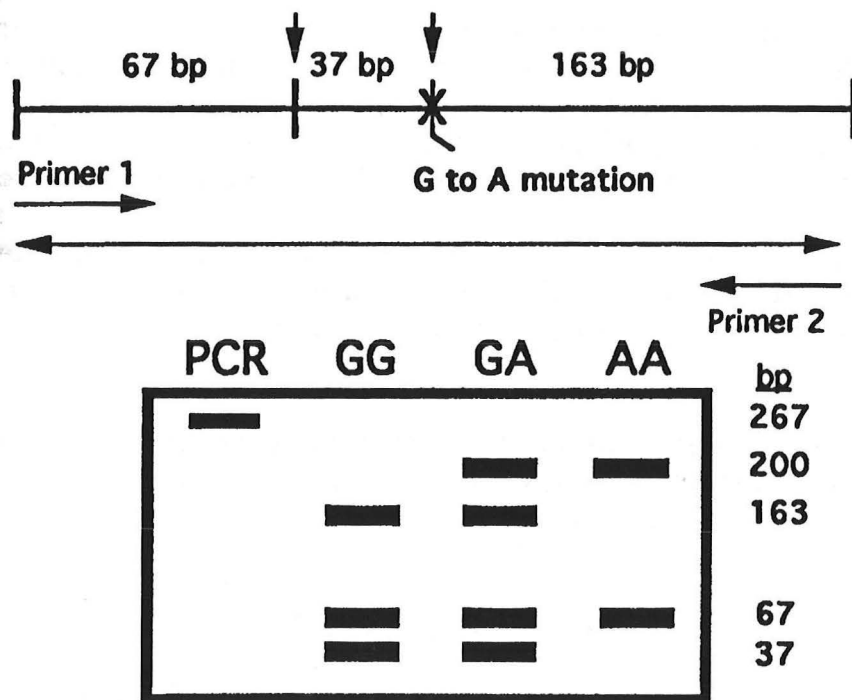 67 bp 37 bp 163 bp
Primer 1
G to A mutation
Primer 2
PCR GG GA AA bp
267
200
163
67
37